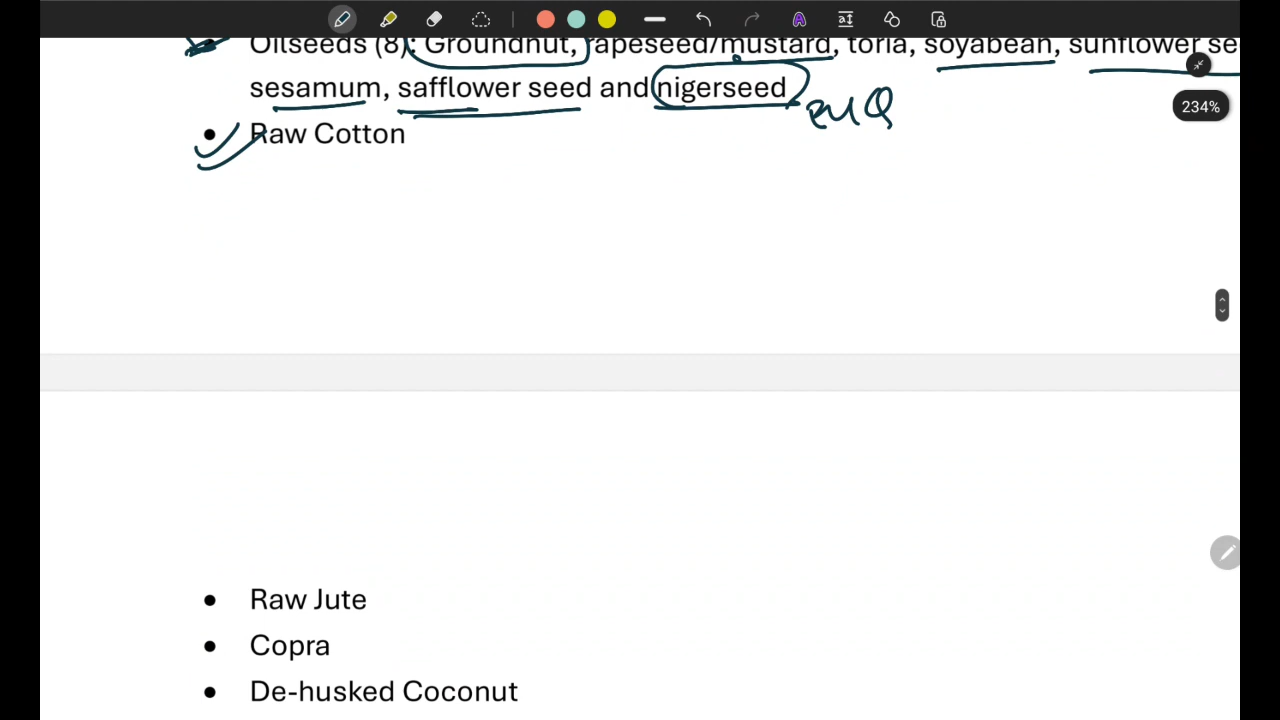 Oilseeds (8): Groundnut, rapeseed/mustard, toria, soyabean, sunflower se
sesamum, safflower seed and nigerseed
234%
Raw Cotton
Raw Jute
Copra
De-husked Coconut